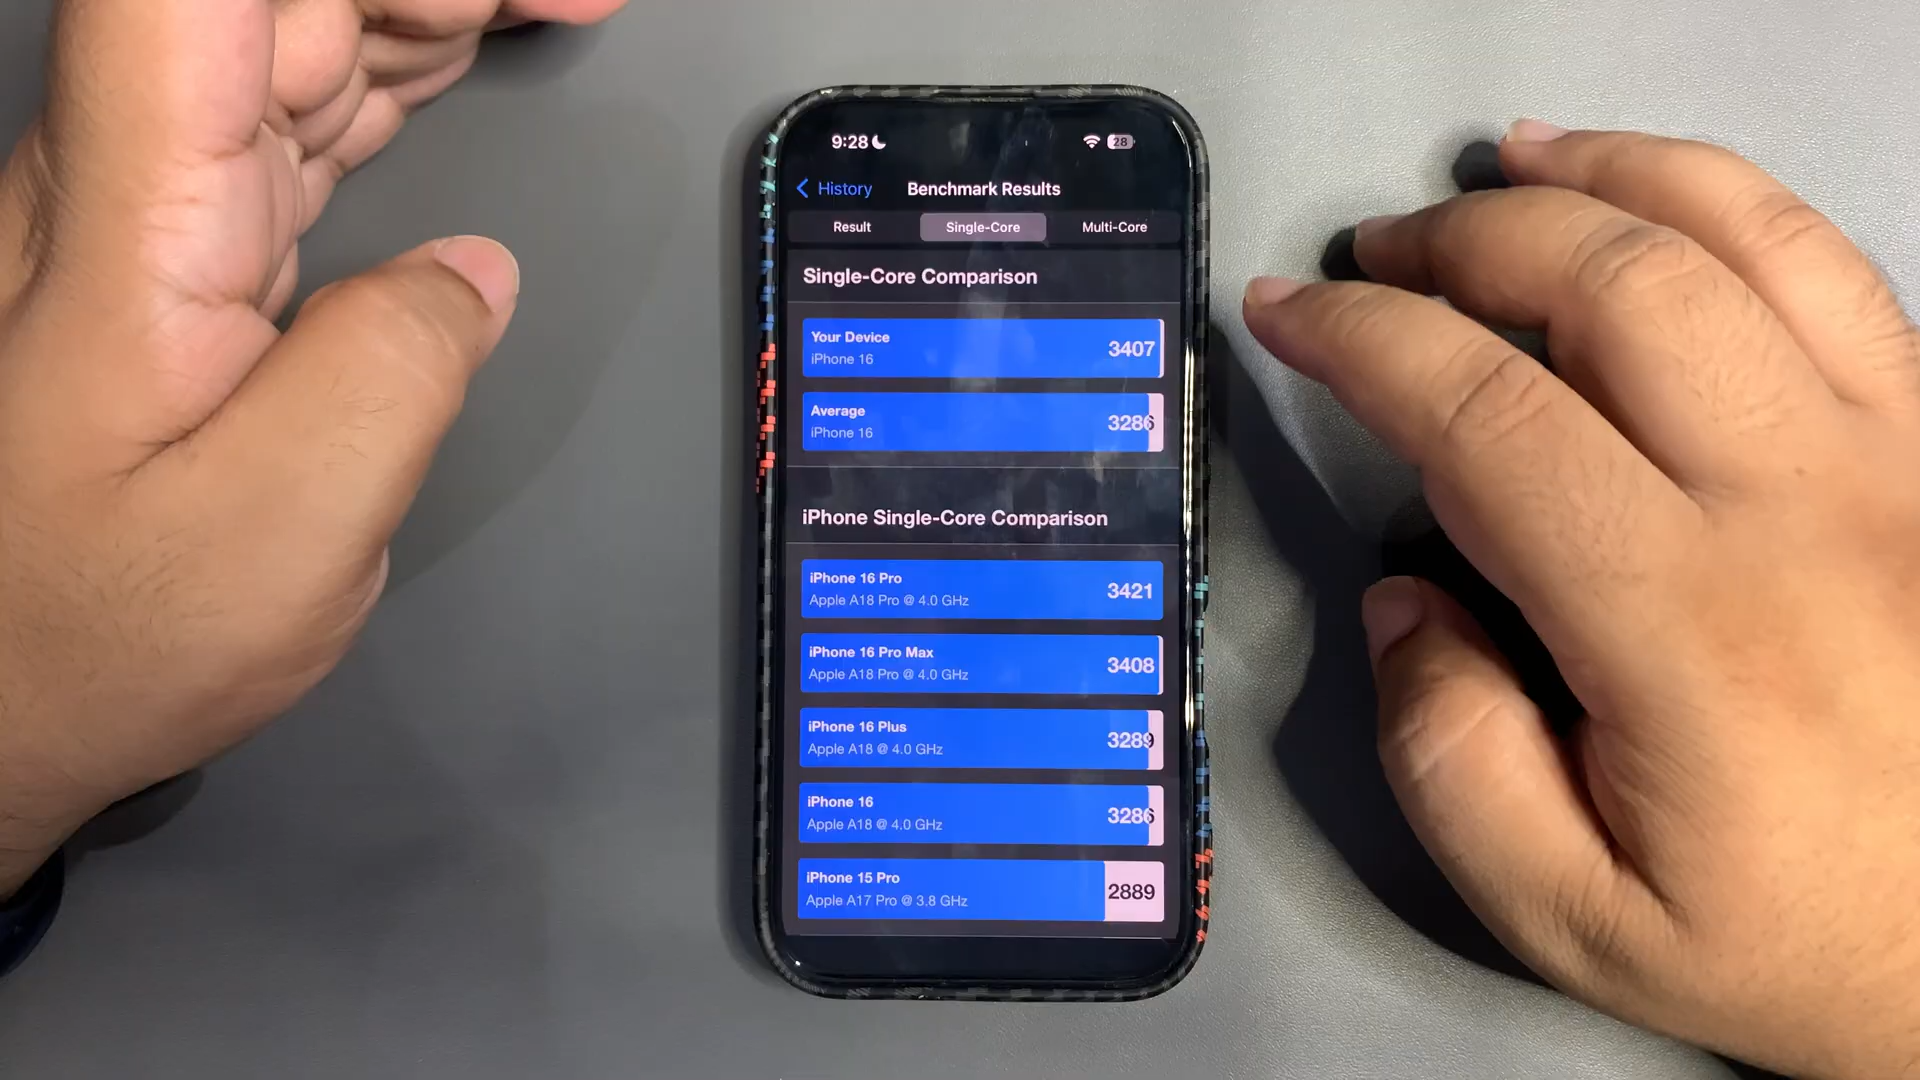 9:28
28
History
Benchmark Results
Result
Single-Core
Multi-Core
Single-Core Comparison
Your Device
iPhone 16
3407
Average
iPhone 16
3286
iPhone Single-Core Comparison
iPhone 16 Pro
Apple A18 Pro @ 4.0 GHz
3421
iPhone 16 Pro Max
Apple A18 Pro @ 4.0 GHz
3408
iPhone 16 Plus
Apple A18 @ 4.0 GHz
3289
iPhone 16
Apple A18 @ 4.0 GHz
3286
iPhone 15 Pro
Apple A17 Pro @ 3.8 GHz
2889